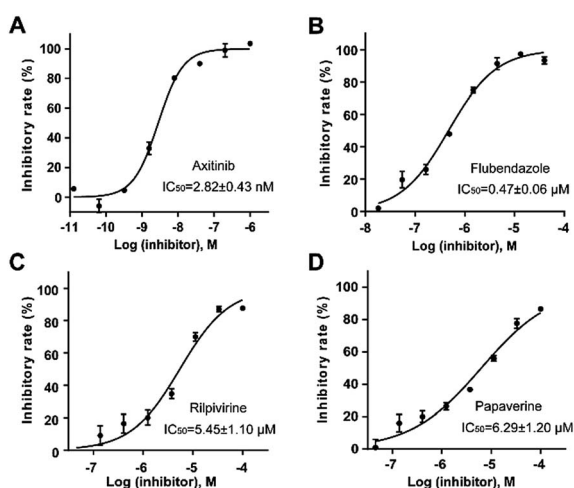 A
Inhibitory rate (%)
100
80
60
40
20
0
Axitinib
IC50=2.82±0.43 nM
-11 -10 -9 -8 -7 -6
Log (inhibitor), M
B
Inhibitory rate (%)
100
80
60
40
20
0
Flubendazole
IC50=0.47±0.06 µM
-8 -7 -6 -5 -4
Log (inhibitor), M
C
Inhibitory rate (%)
100
80
60
40
20
0
Rilpivirine
IC50=5.45±1.10 µM
-7 -6 -5 -4
Log (inhibitor), M
D
Inhibitory rate (%)
100
80
60
40
20
0
Papaverine
IC50=6.29±1.20 µM
-7 -6 -5 -4
Log (inhibitor), M